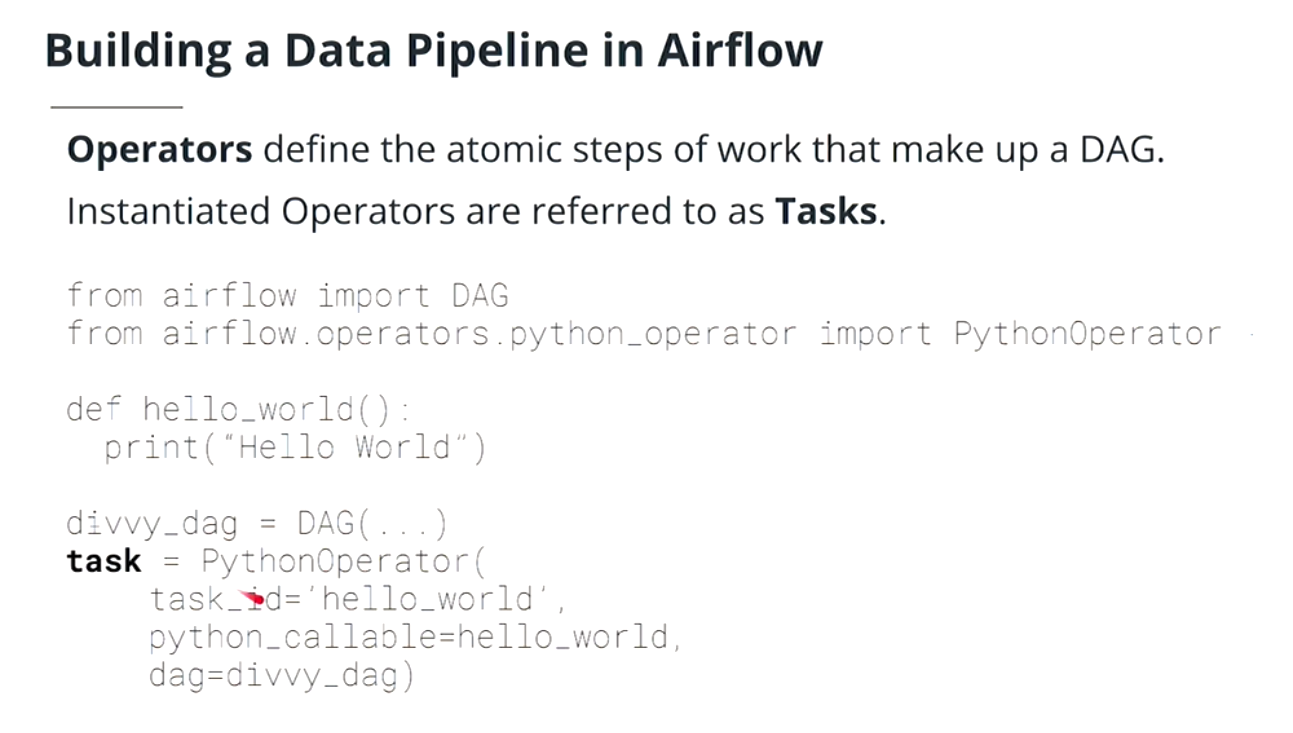 Building a Data Pipeline in Airflow
Operators define the atomic steps of work that make up a DAG.
Instantiated Operators are referred to as Tasks.
from airflow import DAG
from airflow.operators.python_operator import PythonOperator
def hello_world():
print(“Hello World”)
divvy_dag = DAG(...)
task = PythonOperator(
task_id=’hello_world’,
python_callable=hello_world,
dag=divvy_dag)